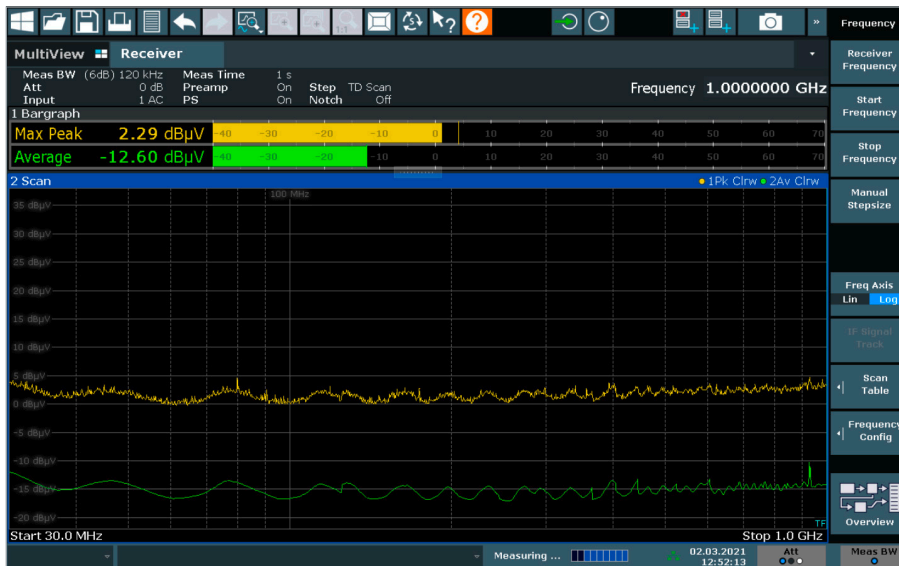 1:1
»
Frequency
MultiView
Receiver
Meas BW (6dB) 120 kHz Meas Time 1 s
Att 0 dB Preamp On Step TD Scan
Input 1 AC PS On Notch Off
Frequency 1.0000000 GHz
1 Bargraph
Max Peak 2.29 dBµV -40 -30 -20 -10 0 10 20 30 40 50 60 70
Average -12.60 dBµV -40 -30 -20 -10 0 10 20 30 40 50 60 70
2 Scan 1Pk Clrw 2Av Clrw
100 MHz
35 dBµV
30 dBµV
25 dBµV
20 dBµV
15 dBµV
10 dBµV
5 dBµV
0 dBµV
-5 dBµV
-10 dBµV
-15 dBµV
-20 dBµV
TF
Start 30.0 MHz Stop 1.0 GHz
Measuring ...
02.03.2021
12:52:13
Att
Meas BW
Receiver
Frequency
Start
Frequency
Stop
Frequency
Manual
Stepsize
Freq Axis
Lin Log
IF Signal
Track
Scan
Table
Frequency
Config
Overview